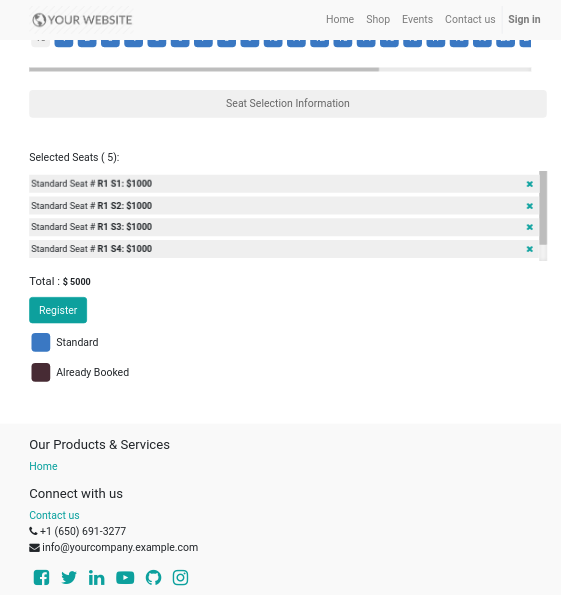 YOUR WEBSITE
Home Shop Events Contact us Sign in
Seat Selection Information
Selected Seats ( 5):
Standard Seat # R1 S1: $1000
Standard Seat # R1 S2: $1000
Standard Seat # R1 S3: $1000
Standard Seat # R1 S4: $1000
Total : $ 5000
Register
Standard
Already Booked
Our Products & Services
Home
Connect with us
Contact us
+1 (650) 691-3277
info@yourcompany.example.com